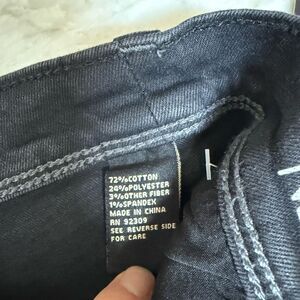 72%COTTON
24%POLYESTER
3%OTHER FIBER
1%SPANDEX
MADE IN CHINA
RN 92309
SEE REVERSE SIDE
FOR CARE